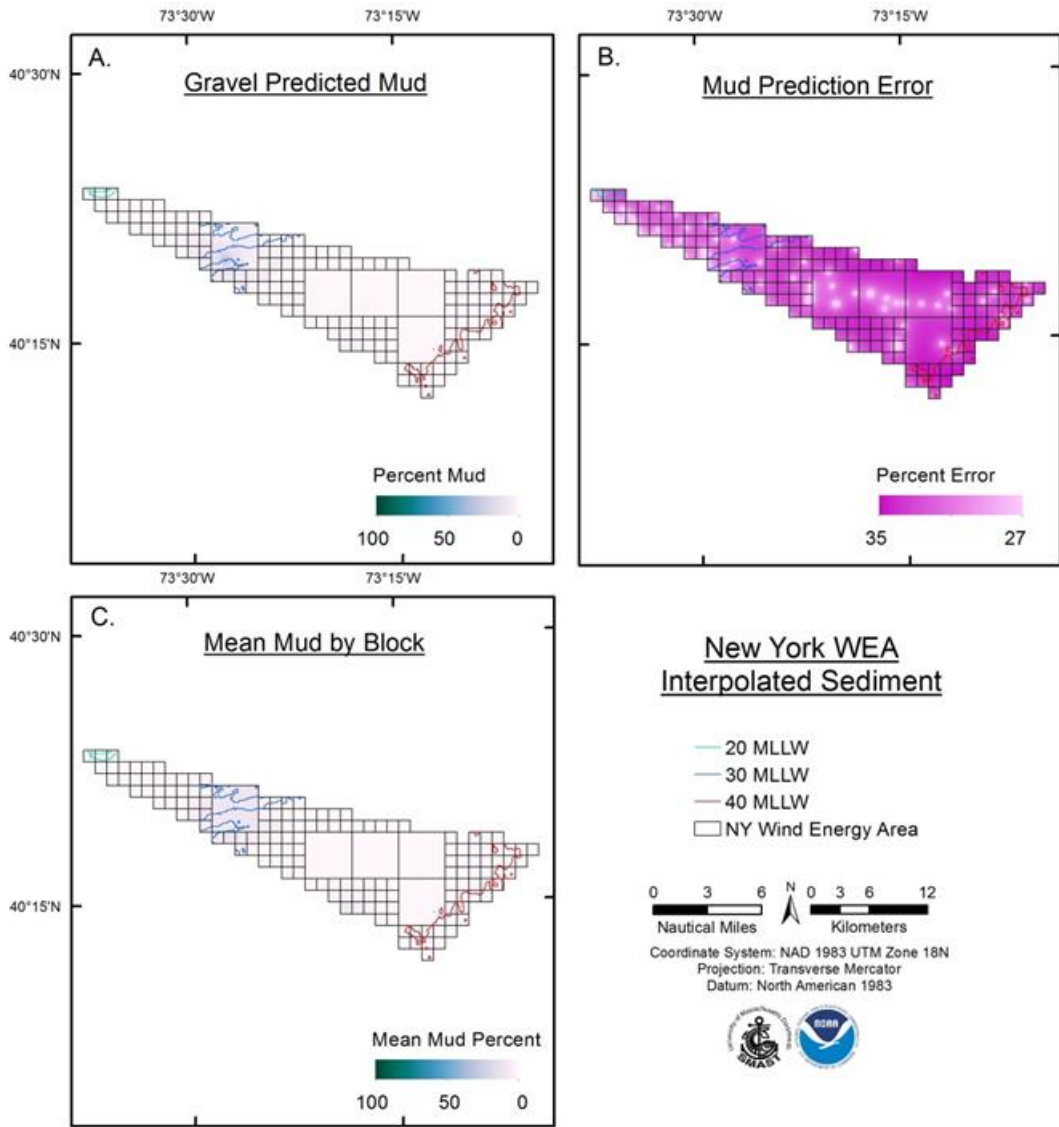 73°30'W
73°15'W
73°30'W
73°15'W
40°30'N
A.
Gravel Predicted Mud
40°15'N
Percent Mud
100
50
0
B.
Mud Prediction Error
Percent Error
35
27
73°30'W
73°15'W
73°30'W
73°15'W
40°30'N
C.
Mean Mud by Block
40°15'N
Mean Mud Percent
100
50
0
New York WEA
Interpolated Sediment
20 MLLW
30 MLLW
40 MLLW
NY Wind Energy Area
0 3 6
Nautical Miles
N
0 3 6 12
Kilometers
Coordinate System: NAD 1983 UTM Zone 18N
Projection: Transverse Mercator
Datum: North American 1983
SMAST
NOAA